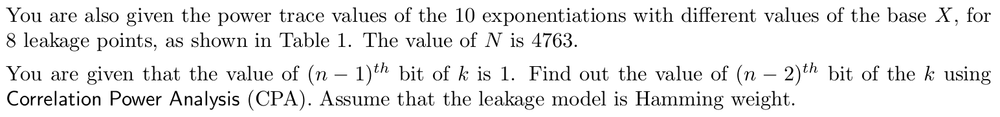 You are also given the power trace values of the 10 exponentiations with different values of the base X, for
8 leakage points, as shown in Table 1. The value of N is 4763.
You are given that the value of (n − 1)^{th} bit of k is 1. Find out the value of (n − 2)^{th} bit of the k using
Correlation Power Analysis (CPA). Assume that the leakage model is Hamming weight.